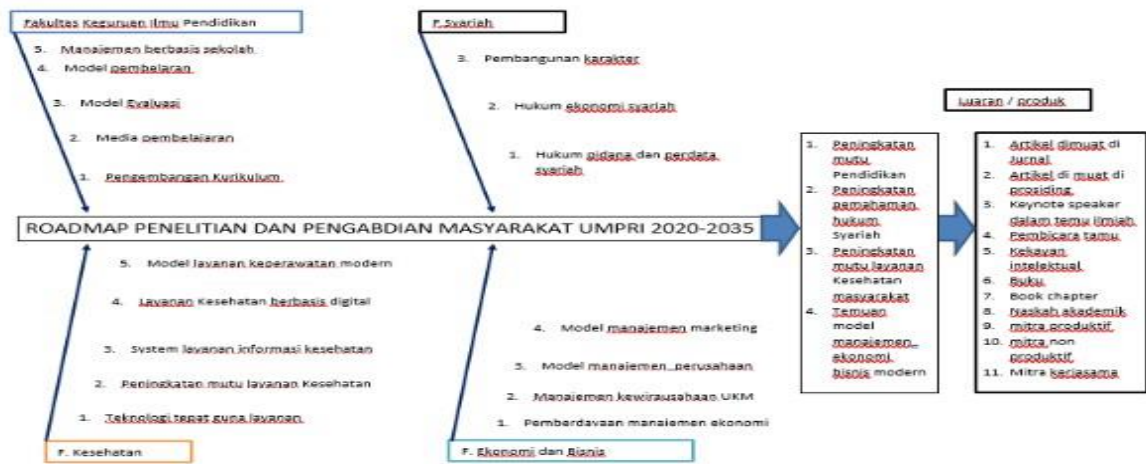 Fakultas Keguruan Ilmu Pendidikan
5. Manajemen berbasis sekolah
4. Model pembelaran
3. Model Evaluasi
2. Media pembelajaran
1. Pengembangan Kurikulum
F.Syariah
3. Pembangunan karakter
2. Hukum ekonomi syariah
1. Hukum pidana dan perdata
syariah
ROADMAP PENELITIAN DAN PENGABDIAN MASYARAKAT UMPRI 2020-2035
5. Model layanan keperawatan modern
4. Layanan Kesehatan berbasis digital
3. System layanan informasi kesehatan
2. Peningkatan mutu layanan Kesehatan
1. Teknologi tepat guna layanan
F. Kesehatan
4. Model manajemen marketing
3. Model manajemen perusahaan
2. Manajemen kewirausahaan UKM
1. Pemberdayaan manajemen ekonomi
F. Ekonomi dan Bisnis
1. Peningkatan
mutu
Pendidikan
2. Peningkatan
pemahaman
hukum
Syariah
3. Peningkatan
mutu layanan
Kesehatan
masyarakat
4. Temuan
model
manajemen
ekonomi
bisnis modern
Luaran / produk
1. Artikel dimuat di
Jurnal
2. Artikel di muat di
prosiding
3. Keynote speaker
dalam temu ilmiah
4. Pembicara tamu
5. Kekayan
intelektual
6. Buku
7. Book chapter
8. Naskah akademik
9. mitra produktif
10. mitra non
produktif
11. Mitra kerjasama